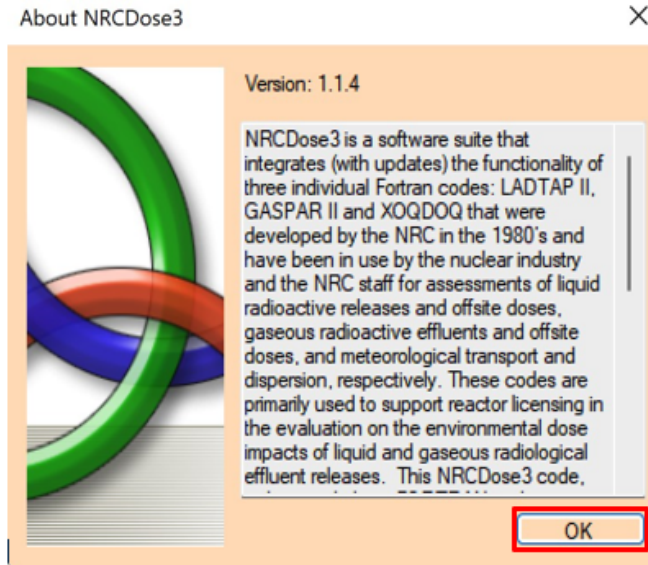 About NRCDose3
Version: 1.1.4
NRCDose3 is a software suite that
integrates (with updates) the functionality of
three individual Fortran codes: LADTAP II,
GASPAR II and XOQDOQ that were
developed by the NRC in the 1980's and
have been in use by the nuclear industry
and the NRC staff for assessments of liquid
radioactive releases and offsite doses,
gaseous radioactive effluents and offsite
doses, and meteorological transport and
dispersion, respectively. These codes are
primarily used to support reactor licensing in
the evaluation on the environmental dose
impacts of liquid and gaseous radiological
effluent releases.  This NRCDose3 code,
OK